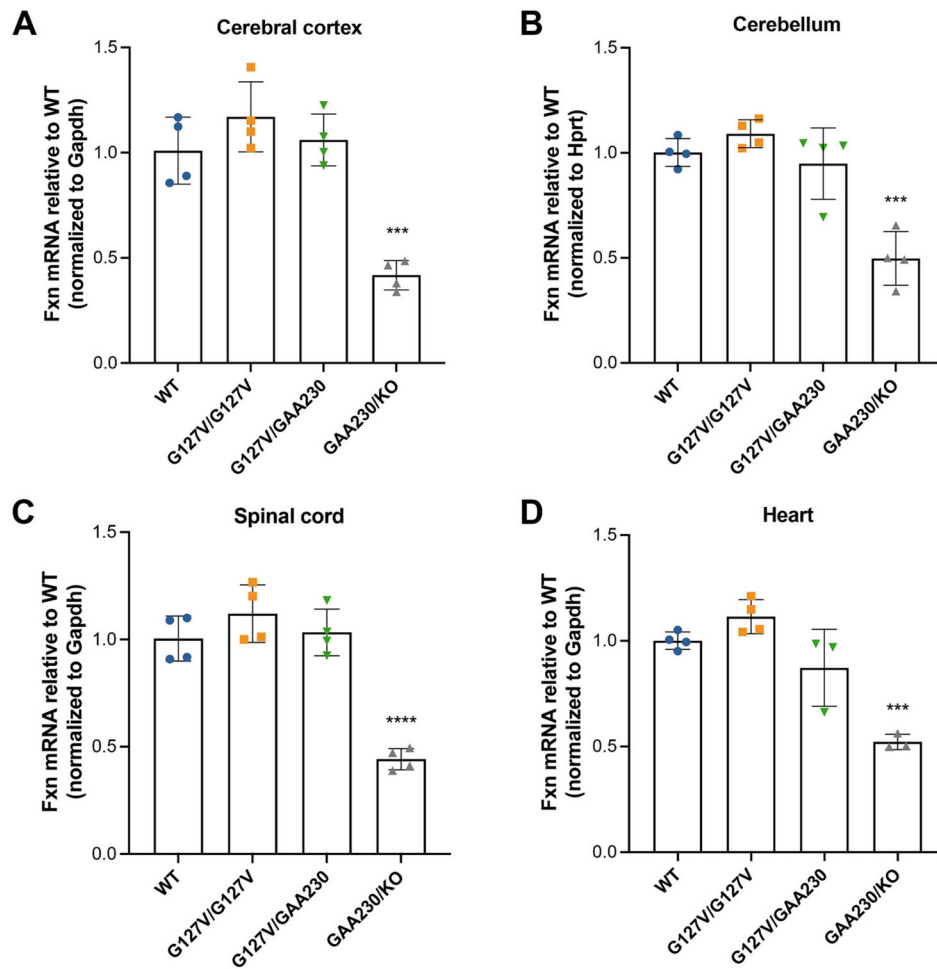 A
Cerebral cortex
Fxn mRNA relative to WT
(normalized to Gapdh)
1.5
1.0
0.5
0.0
***
WT
G127V/G127V
G127V/GAA230
GAA230/KO
B
Cerebellum
Fxn mRNA relative to WT
(normalized to Hprt)
1.5
1.0
0.5
0.0
***
WT
G127V/G127V
G127V/GAA230
GAA230/KO
C
Spinal cord
Fxn mRNA relative to WT
(normalized to Gapdh)
1.5
1.0
0.5
0.0
****
WT
G127V/G127V
G127V/GAA230
GAA230/KO
D
Heart
Fxn mRNA relative to WT
(normalized to Gapdh)
1.5
1.0
0.5
0.0
***
WT
G127V/G127V
G127V/GAA230
GAA230/KO